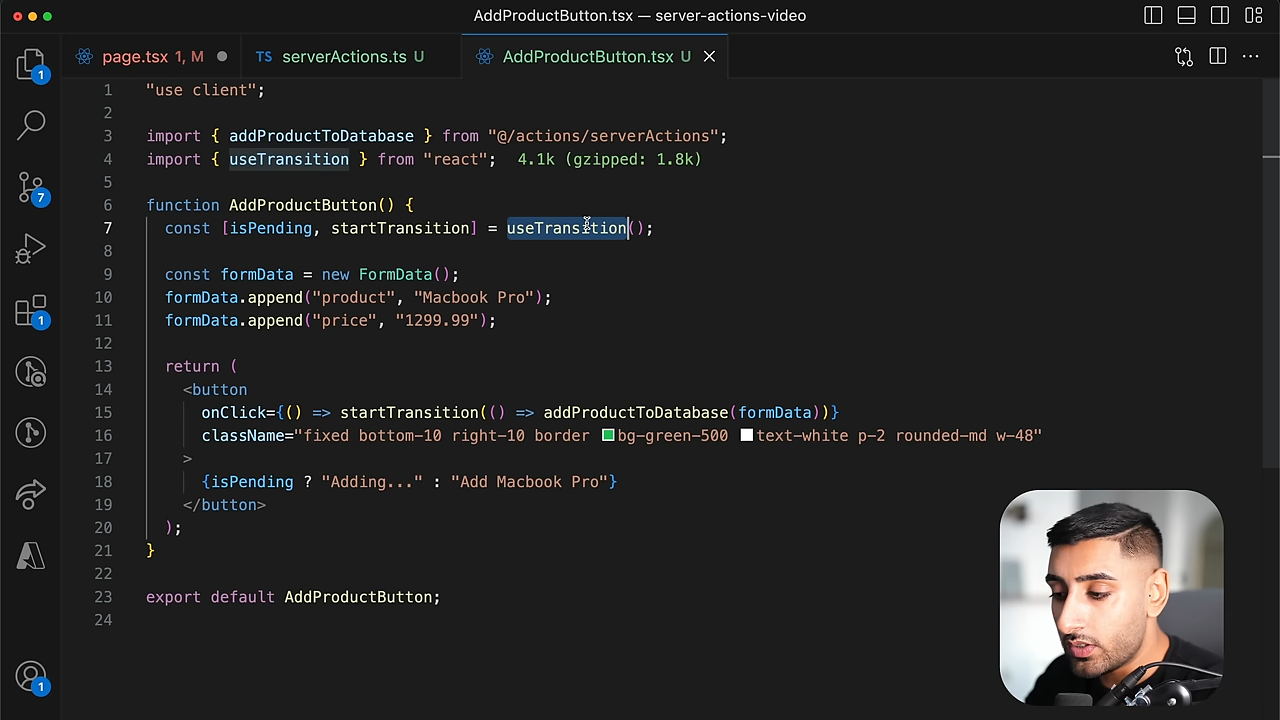 AddProductButton.tsx — server-actions-video
page.tsx 1, M
TS serverActions.ts U
AddProductButton.tsx U
1 "use client";
2
3 import { addProductToDatabase } from "@/actions/serverActions";
4 import { useTransition } from "react"; 4.1k (gzipped: 1.8k)
5
6 function AddProductButton() {
7 const [isPending, startTransition] = useTransition();
8
9 const formData = new FormData();
10 formData.append("product", "Macbook Pro");
11 formData.append("price", "1299.99");
12
13 return (
14 <button
15 onClick={() => startTransition(() => addProductToDatabase(formData))}
16 className="fixed bottom-10 right-10 border bg-green-500 text-white p-2 rounded-md w-48"
17 >
18 {isPending ? "Adding..." : "Add Macbook Pro"}
19 </button>
20 );
21 }
22
23 export default AddProductButton;
24
1
7
1
1